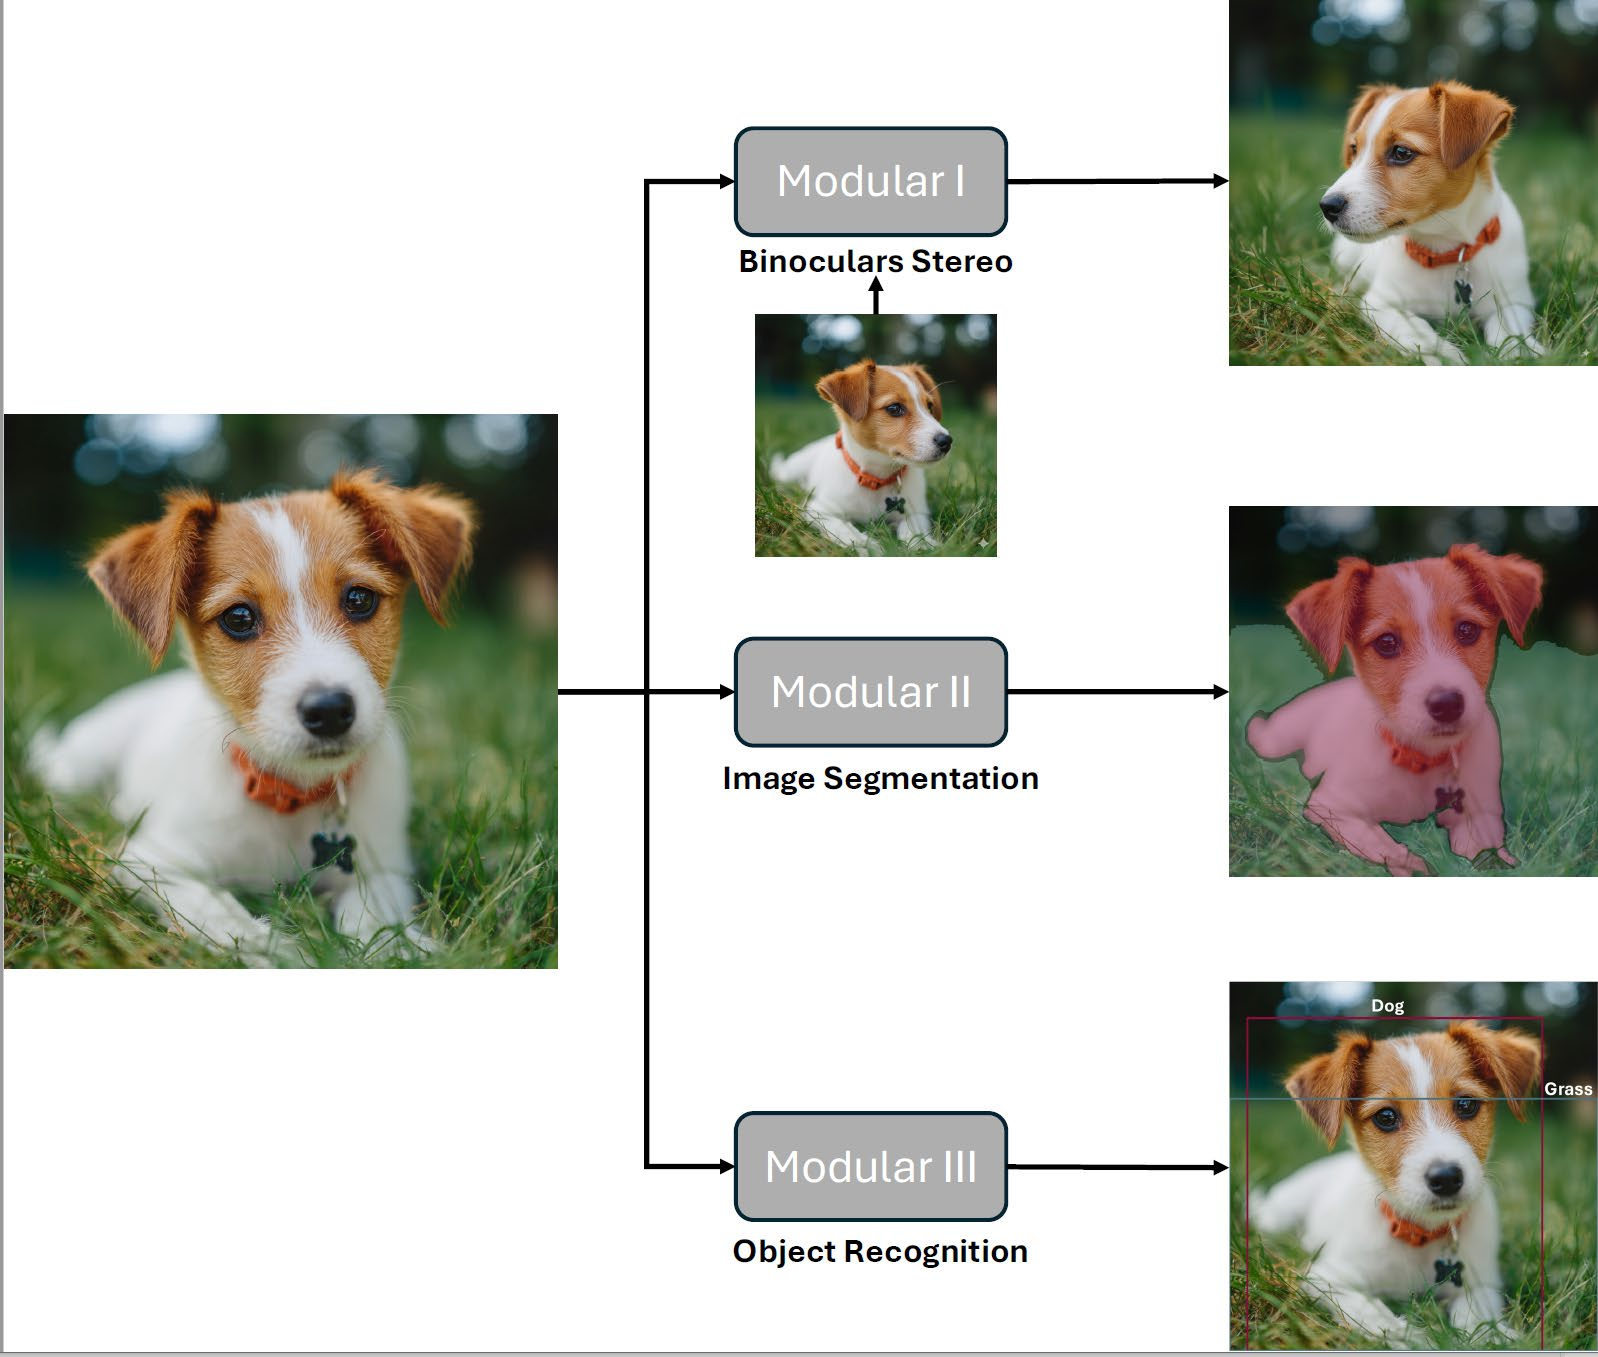 Modular I
Binoculars Stereo
Modular II
Image Segmentation
Dog
Grass
Modular III
Object Recognition